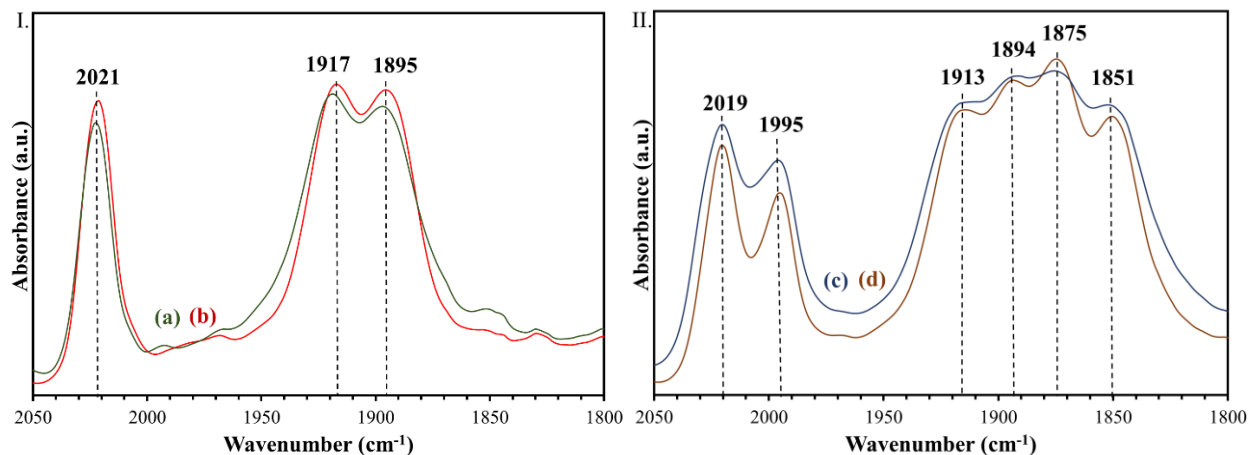 I.
2021
1917
1895
(a) (b)
Absorbance (a.u.)
2050 2000 1950 1900 1850 1800
Wavenumber (cm⁻¹)
II.
2019
1995
1913
1894
1875
1851
(c) (d)
Absorbance (a.u.)
2050 2000 1950 1900 1850 1800
Wavenumber (cm⁻¹)